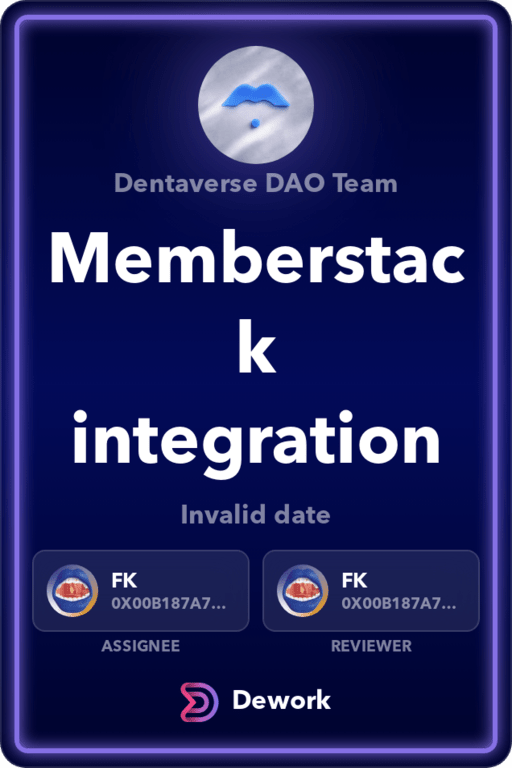 Dentaverse DAO Team
Memberstac
k
integration
Invalid date
FK
0X00B187A7...
FK
0X00B187A7...
ASSIGNEE
REVIEWER
Dework